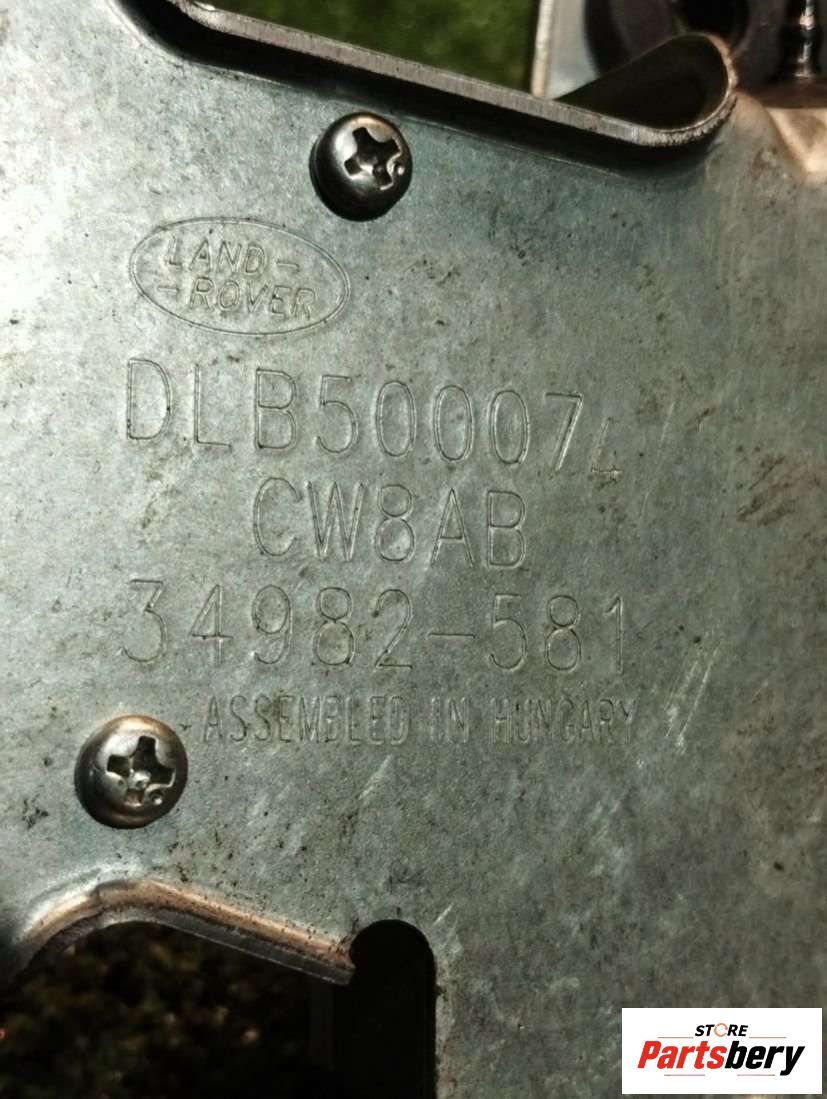 LAND-
-ROVER
DLB500074
CW8AB
34982-581
ASSEMBLED IN HUNGARY
STORE
Partsbery